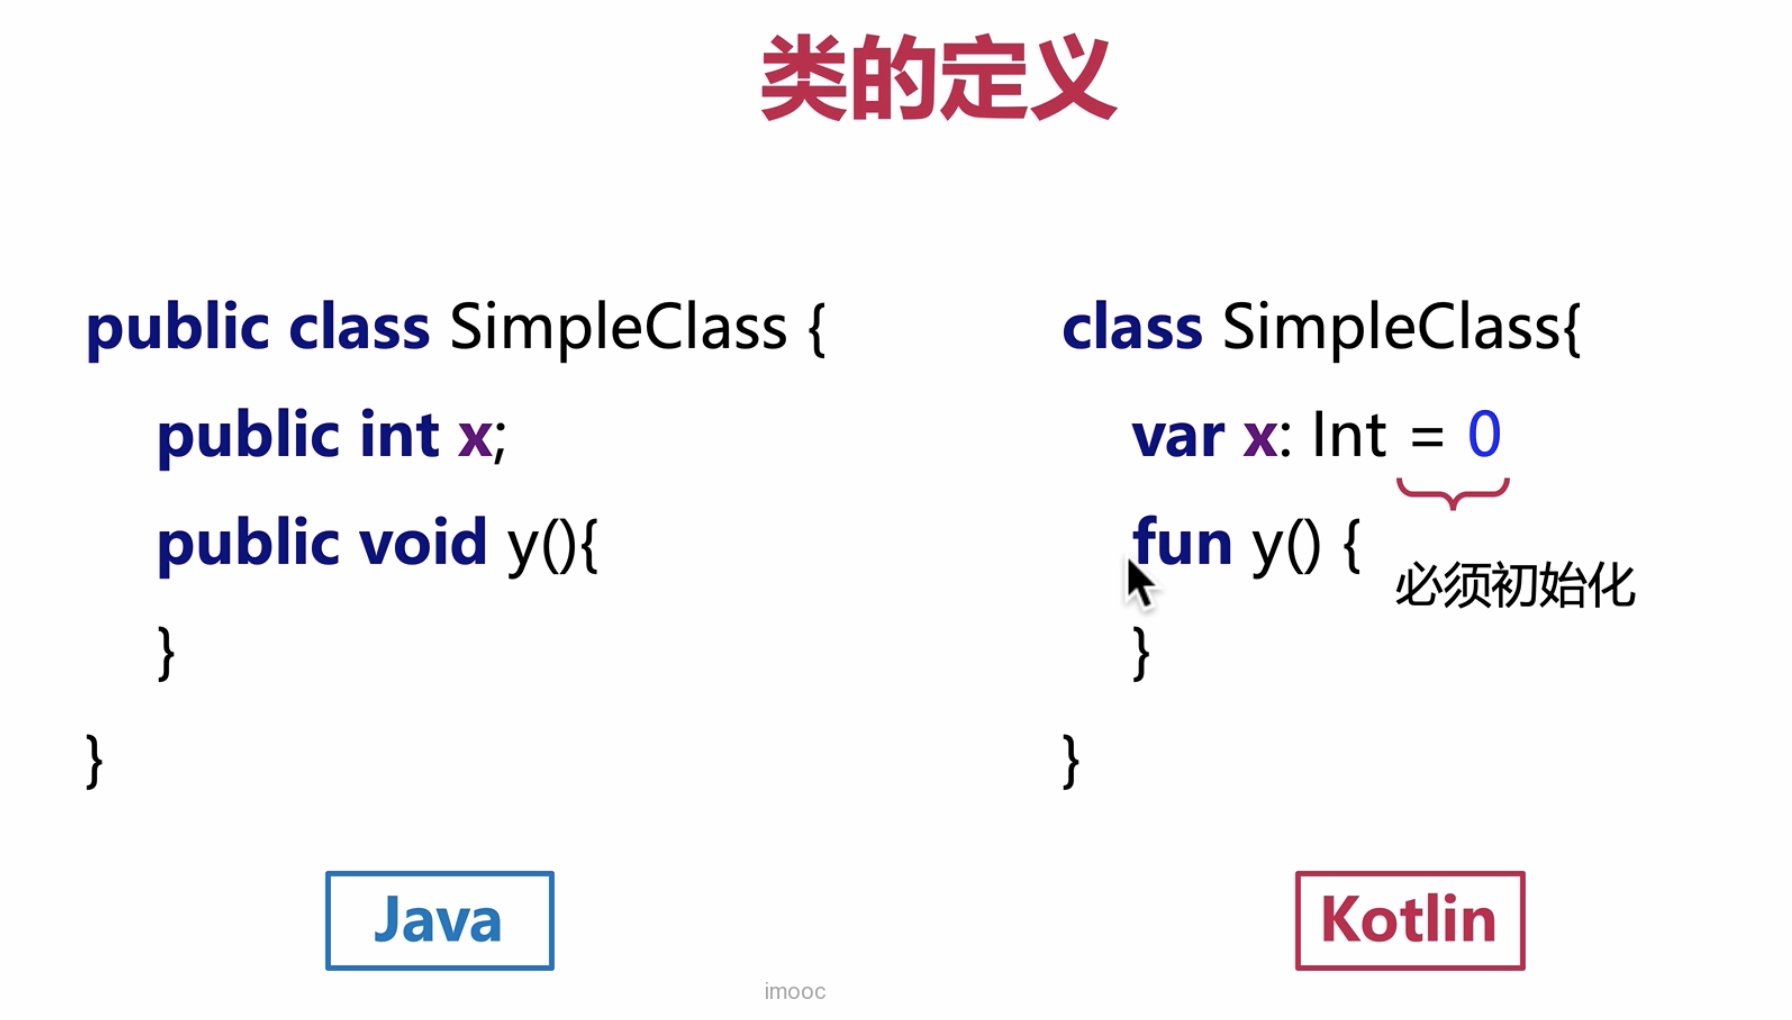 类的定义
public class SimpleClass {
public int x;
public void y(){
}
}
Java
class SimpleClass{
var x: Int = 0
fun y() {
必须初始化
}
}
Kotlin
imooc